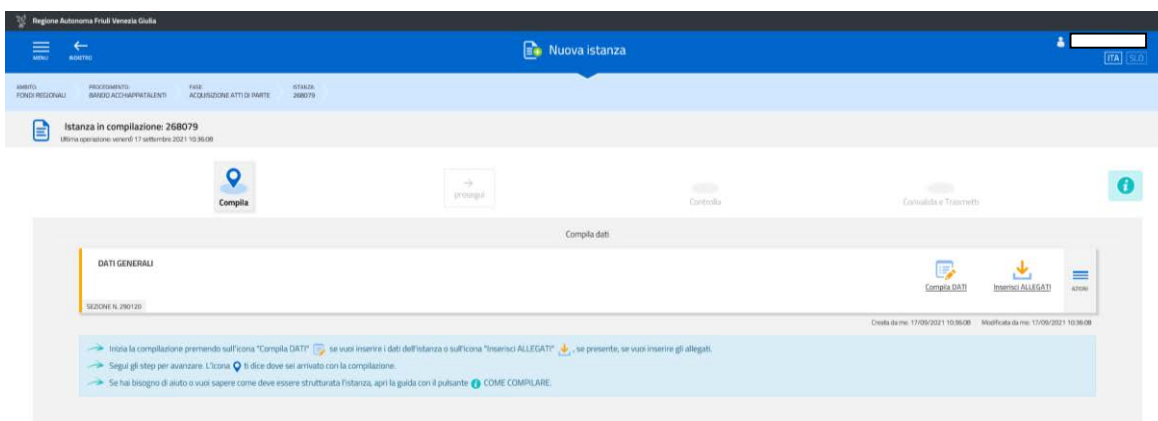 Regione Autonoma Friuli Venezia Giulia
MENU
INDIETRO
Nuova istanza
ITA SLO
AMBITO: PROCEDIMENTO: FASE: ISTANZA:
FONDI REGIONALI BANDO ACCHIAPPATALENTI ACQUISIZIONE ATTI DI PARTE 268079
Istanza in compilazione: 268079
Ultima operazione: venerdì 17 settembre 2021 10:36:08
Compila
prosegui
Controlla
Convalida e Trasmetti
Compila dati
DATI GENERALI
Compila DATI
Inserisci ALLEGATI
AZIONI
SEZIONE N. 290120
Creata da me: 17/09/2021 10:36:08 Modificata da me: 17/09/2021 10:36:08
Inizia la compilazione premendo sull'icona "Compila DATI" se vuoi inserire i dati dell'istanza o sull'icona "Inserisci ALLEGATI" , se presente, se vuoi inserire gli allegati.
Segui gli step per avanzare. L'icona ti dice dove sei arrivato con la compilazione.
Se hai bisogno di aiuto o vuoi sapere come deve essere strutturata l'istanza, apri la guida con il pulsante COME COMPILARE.